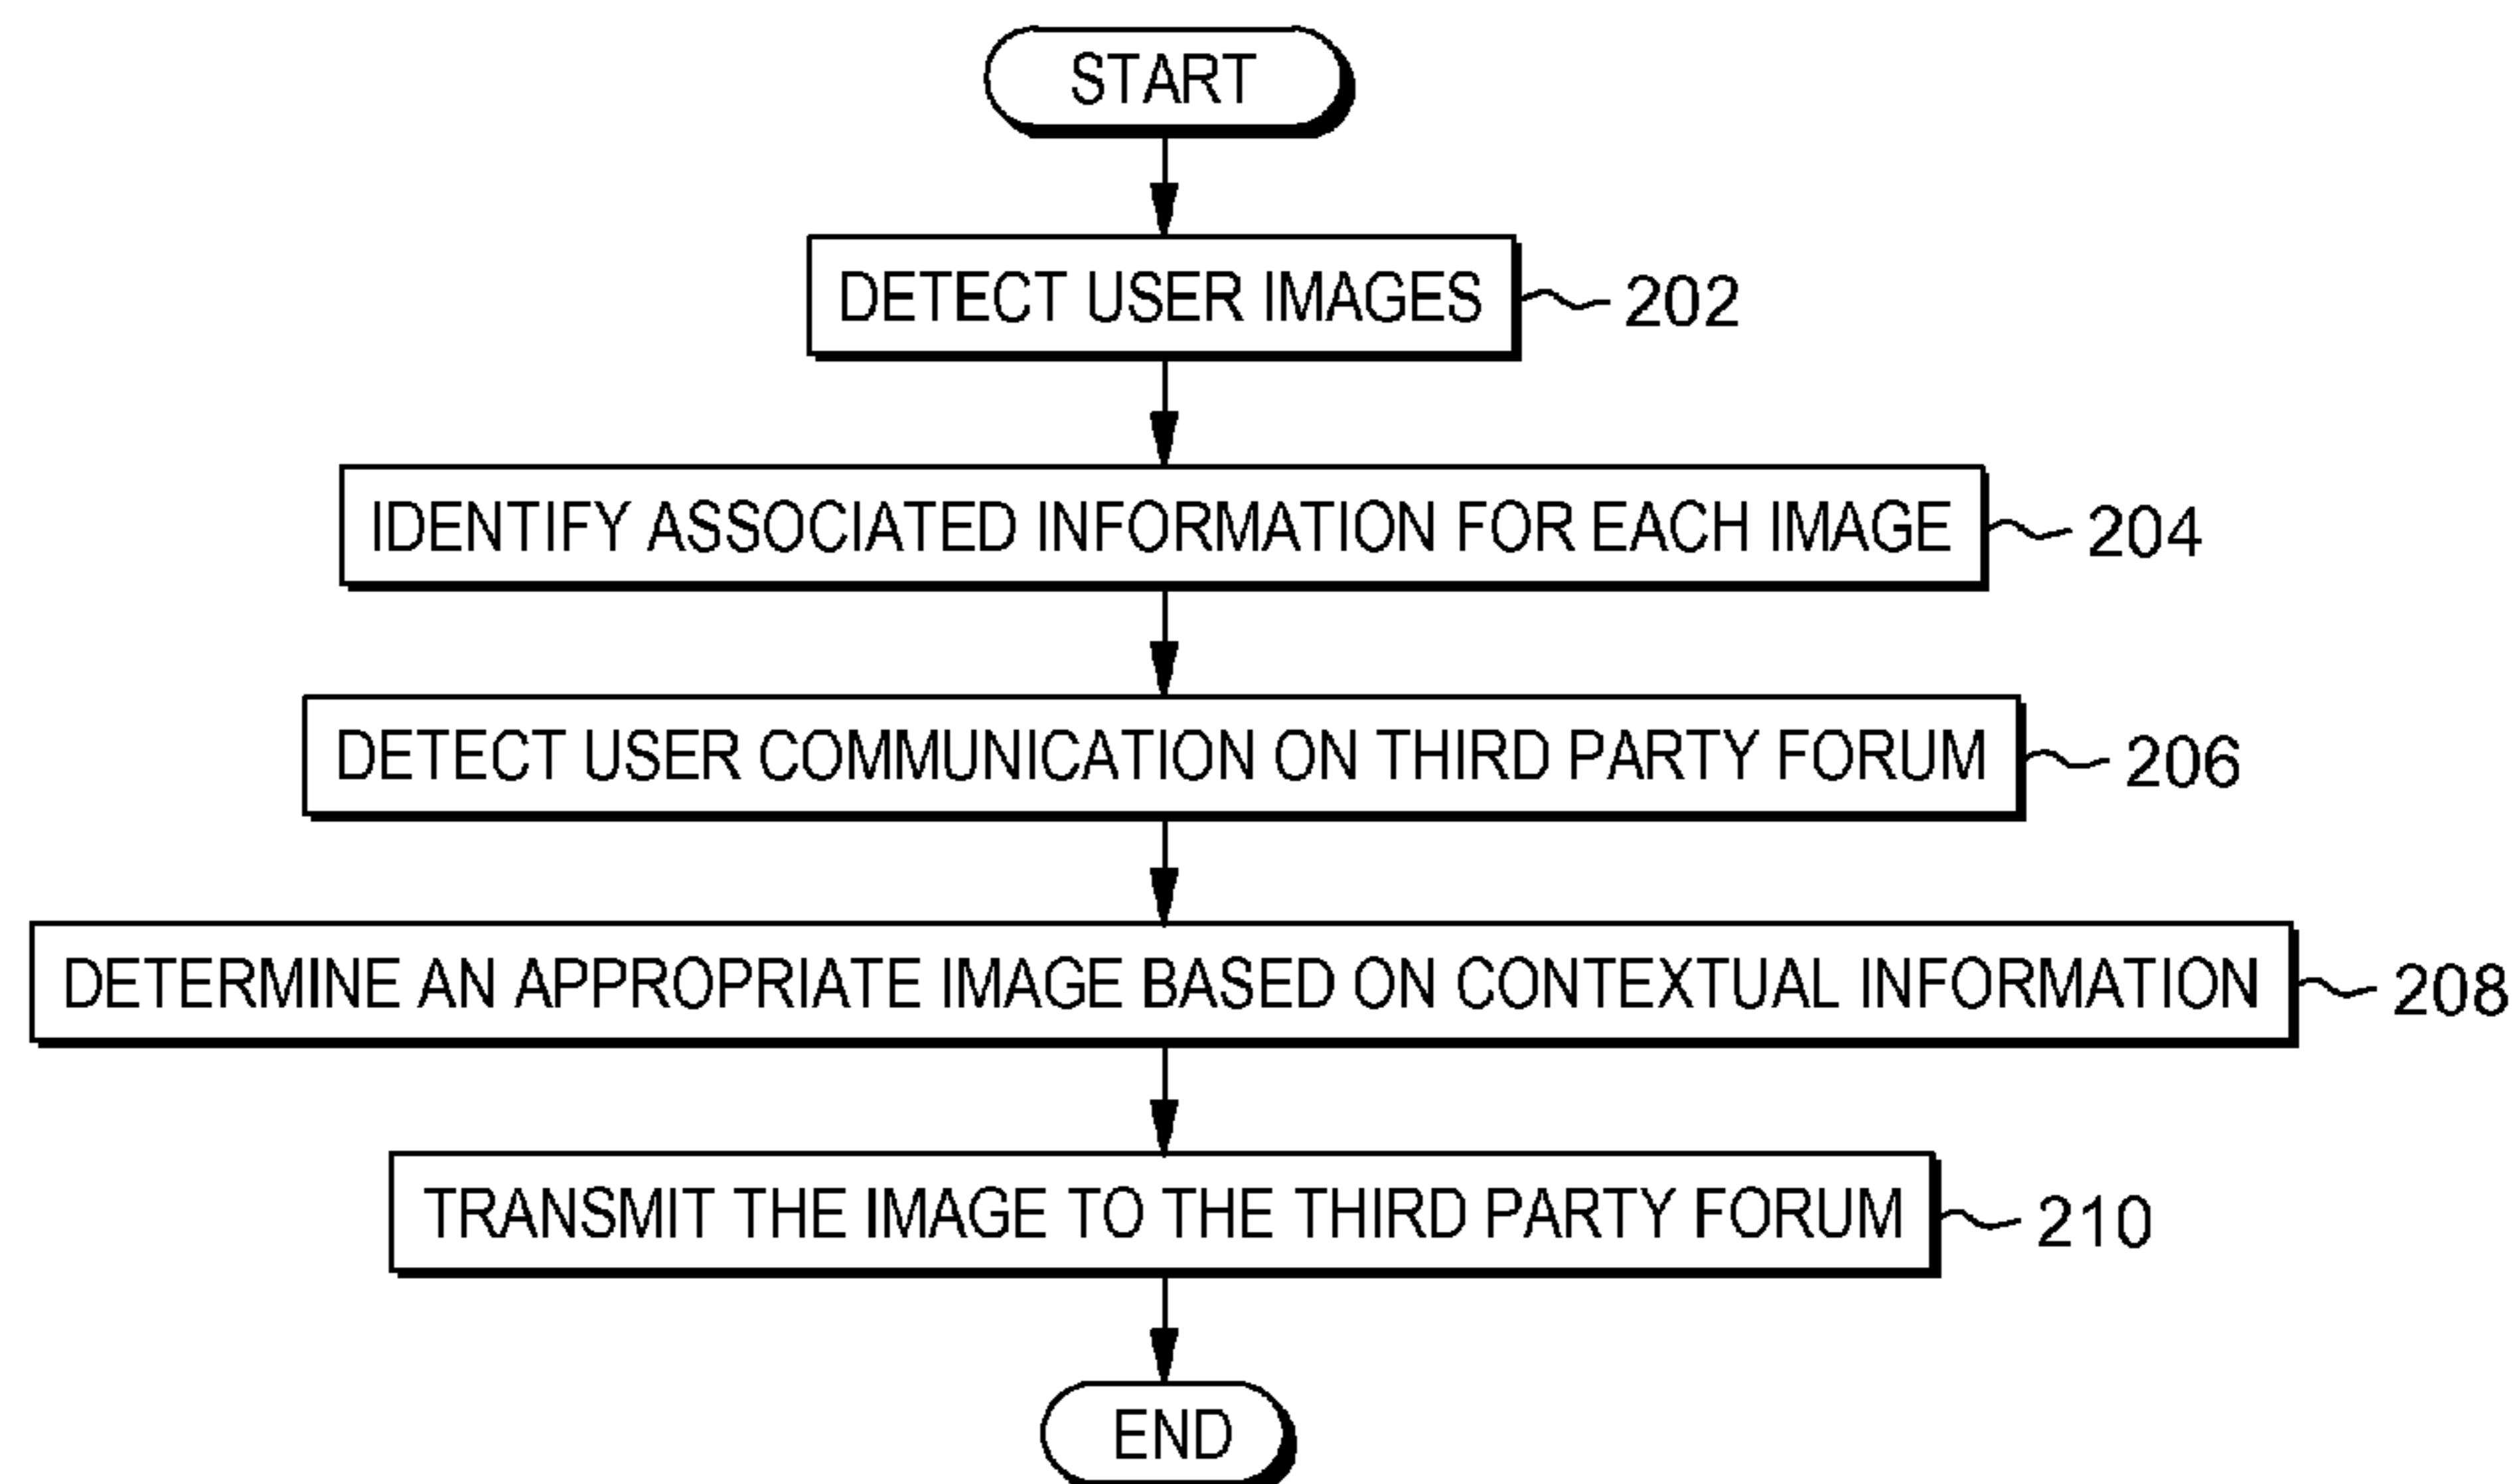 START
DETECT USER IMAGES 202
IDENTIFY ASSOCIATED INFORMATION FOR EACH IMAGE 204
DETECT USER COMMUNICATION ON THIRD PARTY FORUM 206
DETERMINE AN APPROPRIATE IMAGE BASED ON CONTEXTUAL INFORMATION 208
TRANSMIT THE IMAGE TO THE THIRD PARTY FORUM 210
END